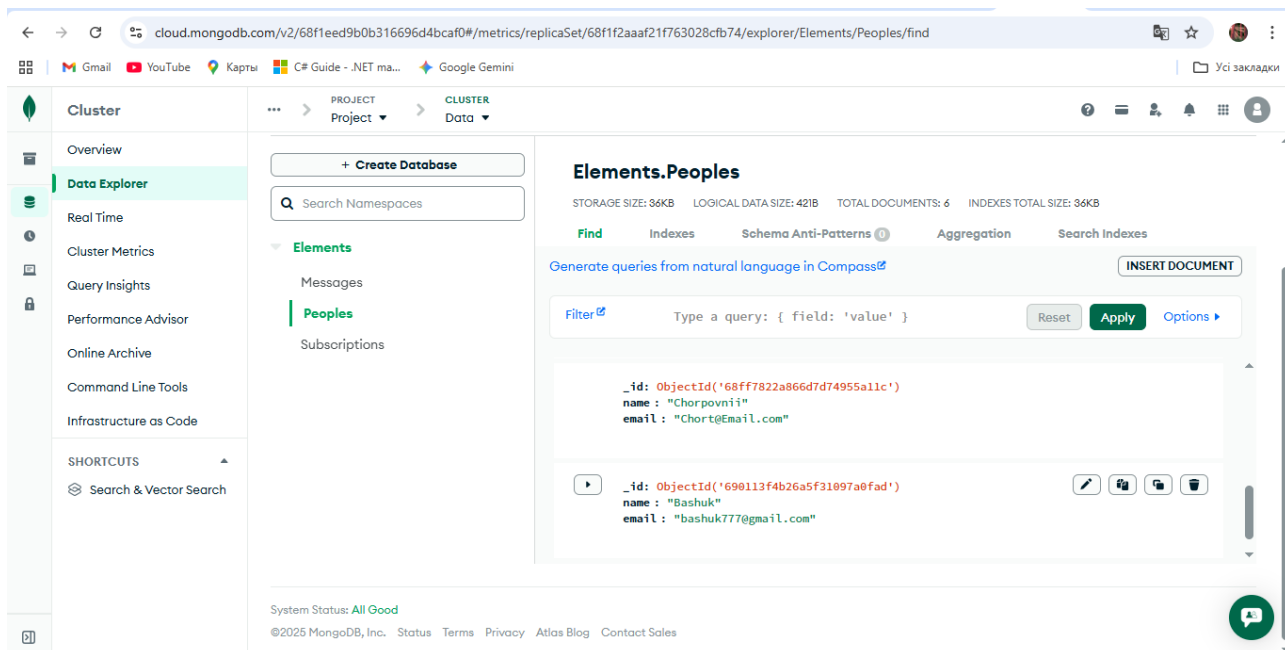 cloud.mongodb.com/v2/68f1eed9b0b316696d4bcaf0#/metrics/replicaSet/68f1f2aaaf21f763028cfb74/explorer/Elements/Peoples/find
Gmail YouTube Карты C# Guide - .NET ma... Google Gemini Усі закладки
Cluster
PROJECT
Project
CLUSTER
Data
Overview
Data Explorer
Real Time
Cluster Metrics
Query Insights
Performance Advisor
Online Archive
Command Line Tools
Infrastructure as Code
SHORTCUTS
Search & Vector Search
+ Create Database
Search Namespaces
Elements
Messages
Peoples
Subscriptions
Elements.Peoples
STORAGE SIZE: 36KB LOGICAL DATA SIZE: 421B TOTAL DOCUMENTS: 6 INDEXES TOTAL SIZE: 36KB
Find Indexes Schema Anti-Patterns 0 Aggregation Search Indexes
Generate queries from natural language in Compass
INSERT DOCUMENT
Filter Type a query: { field: 'value' } Reset Apply Options
_id: ObjectId('68ff7822a866d7d74955a11c')
name : "Chorpovnii"
email : "Chort@Email.com"
_id: ObjectId('690113f4b26a5f31097a0fad')
name : "Bashuk"
email : "bashuk777@gmail.com"
System Status: All Good
©2025 MongoDB, Inc. Status Terms Privacy Atlas Blog Contact Sales